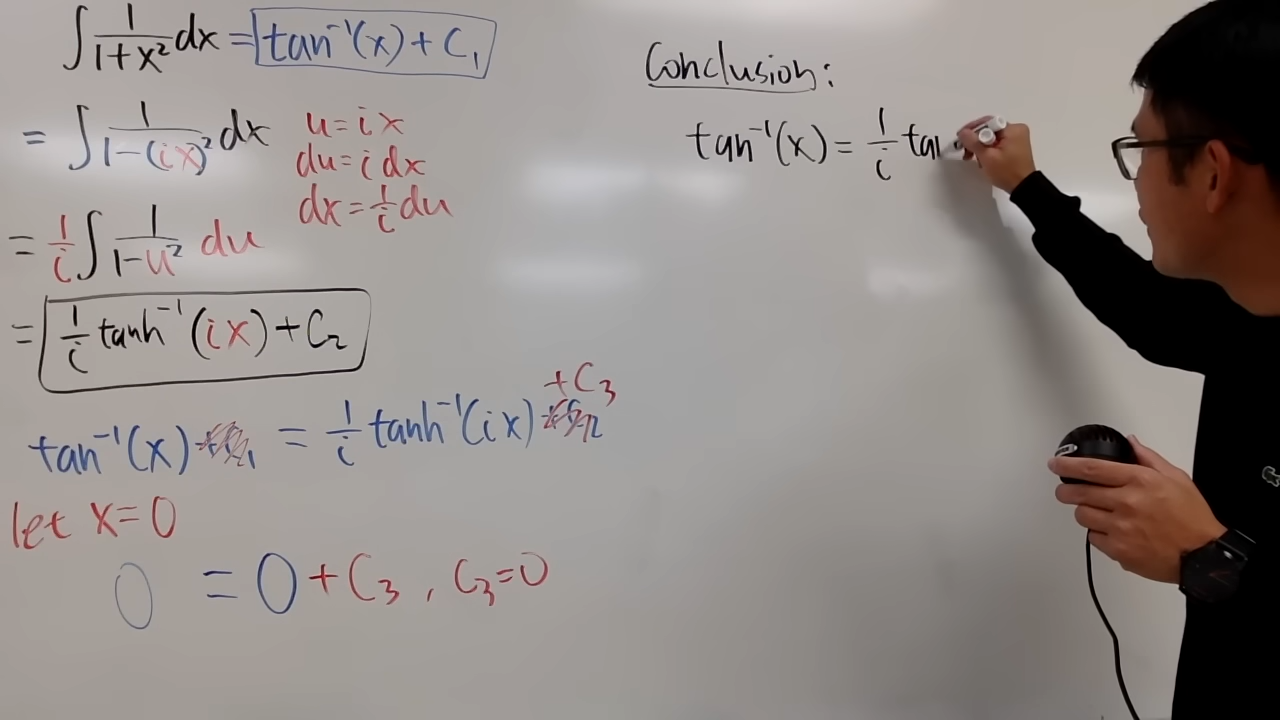 ∫ 1/(1+x²) dx = tan⁻¹(x) + C₁
= ∫ 1/(1-(ix)²) dx
u = ix
du = i dx
dx = 1/i du
= 1/i ∫ 1/(1-u²) du
= 1/i tanh⁻¹(ix) + C₂
+ C₃
tan⁻¹(x) = 1/i tanh⁻¹(ix)
let x = 0
0 = 0 + C₃ , C₃ = 0
Conclusion:
tan⁻¹(x) = 1/i tan